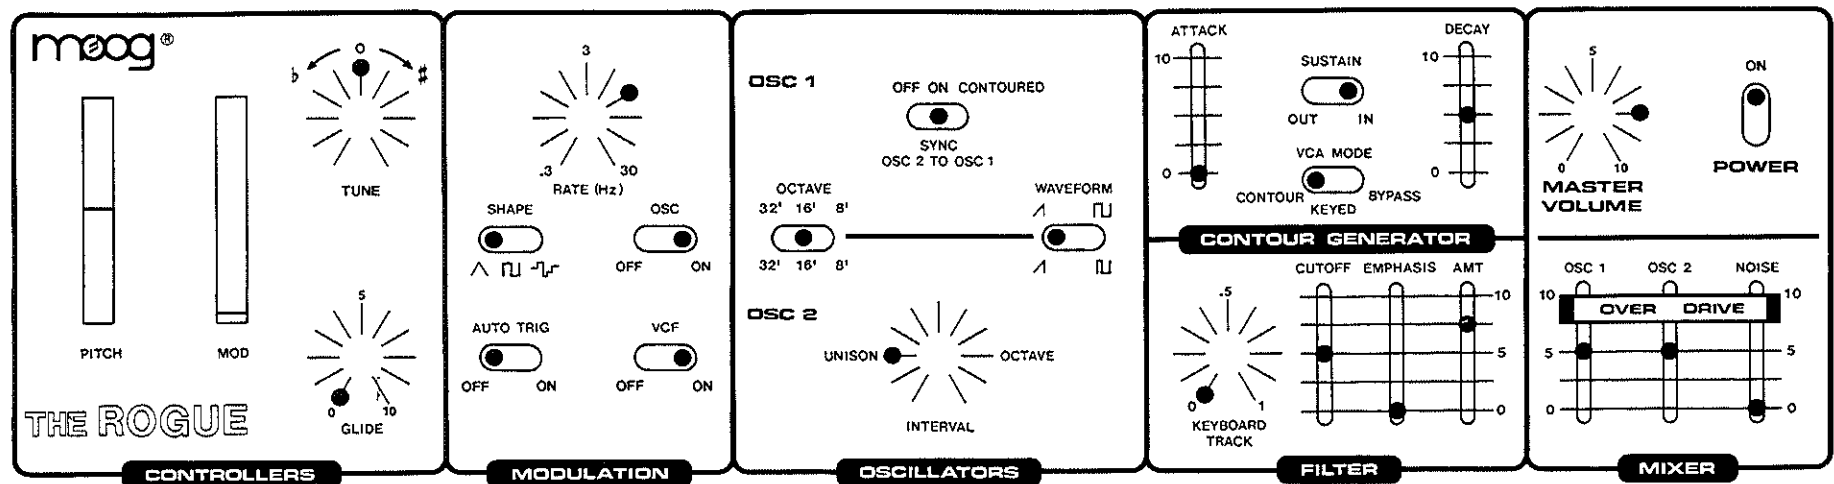 moog®
♭ 0 ♯
TUNE
PITCH
MOD
5
0 10
GLIDE
THE ROGUE
CONTROLLERS
3
.3 30
RATE (Hz)
SHAPE
OSC
OFF ON
AUTO TRIG
OFF ON
VCF
OFF ON
MODULATION
OSC 1
OFF ON CONTOURED
SYNC
OSC 2 TO OSC 1
OCTAVE
32' 16' 8'
WAVEFORM
32' 16' 8'
OSC 2
UNISON
OCTAVE
INTERVAL
OSCILLATORS
ATTACK
10
0
SUSTAIN
OUT IN
VCA MODE
CONTOUR
BYPASS
KEYED
DECAY
10
0
CONTOUR GENERATOR
.5
0 1
KEYBOARD
TRACK
CUTOFF EMPHASIS AMT
10
5
0
FILTER
5
0 10
MASTER
VOLUME
ON
POWER
OSC 1 OSC 2 NOISE
10 10
OVER DRIVE
5 5
0 0
MIXER